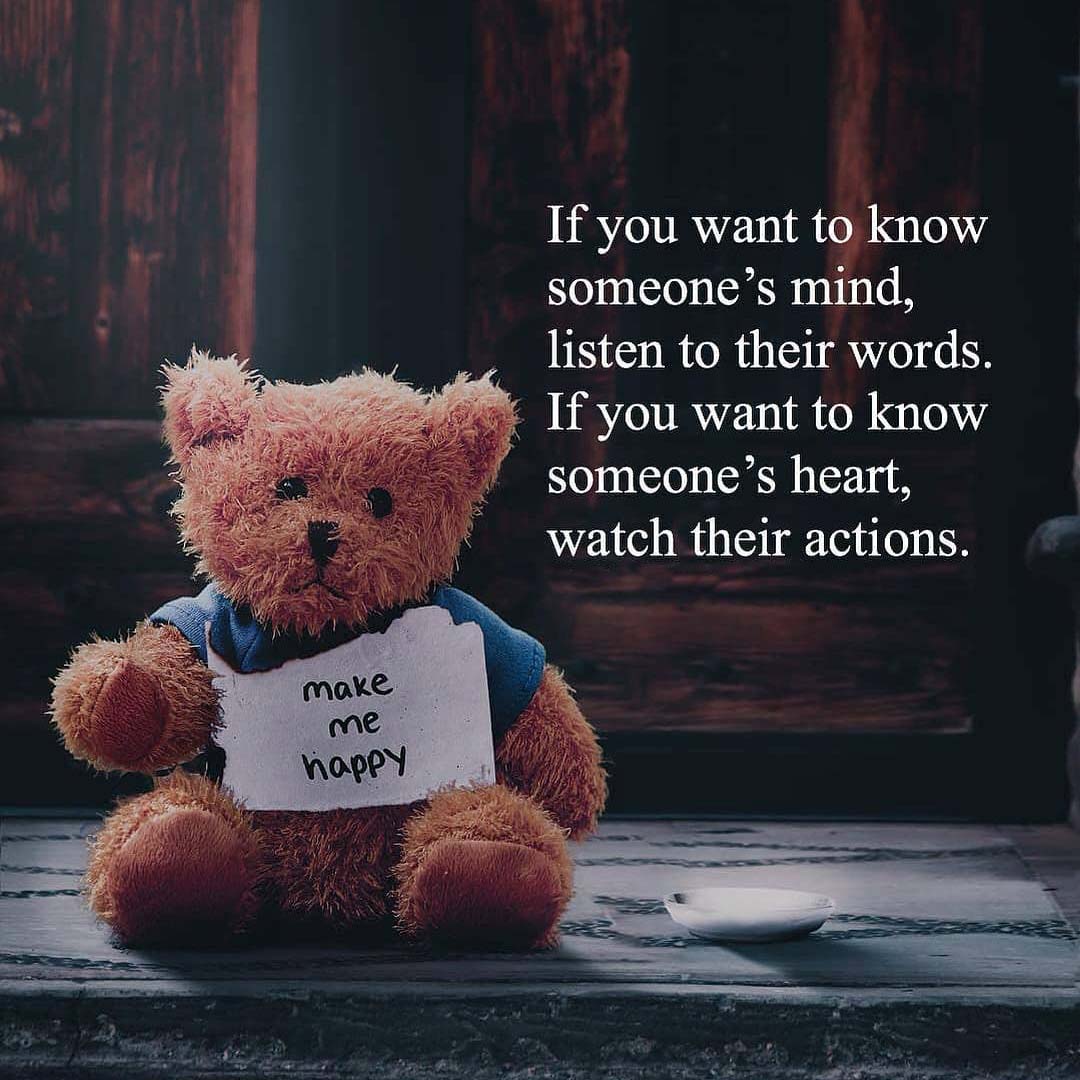 If you want to know
someone’s mind,
listen to their words.
If you want to know
someone’s heart,
watch their actions.
make
me
happy